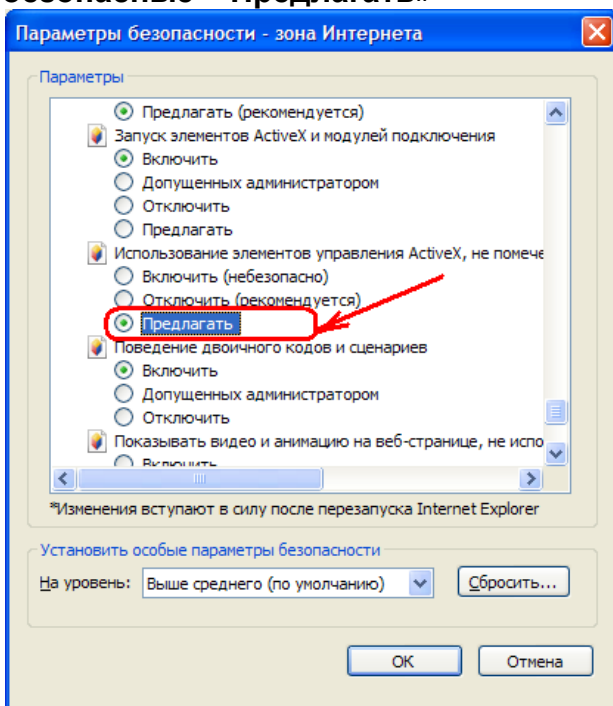 безопасные – Предлагать»
Параметры безопасности - зона Интернета
Параметры
Предлагать (рекомендуется)
Запуск элементов ActiveX и модулей подключения
Включить
Допущенных администратором
Отключить
Предлагать
Использование элементов управления ActiveX, не помече
Включить (небезопасно)
Отключить (рекомендуется)
Предлагать
Поведение двоичного кодов и сценариев
Включить
Допущенных администратором
Отключить
Показывать видео и анимацию на веб-странице, не испо
Включить
*Изменения вступают в силу после перезапуска Internet Explorer
Установить особые параметры безопасности
На уровень: Выше среднего (по умолчанию) Сбросить...
ОК Отмена